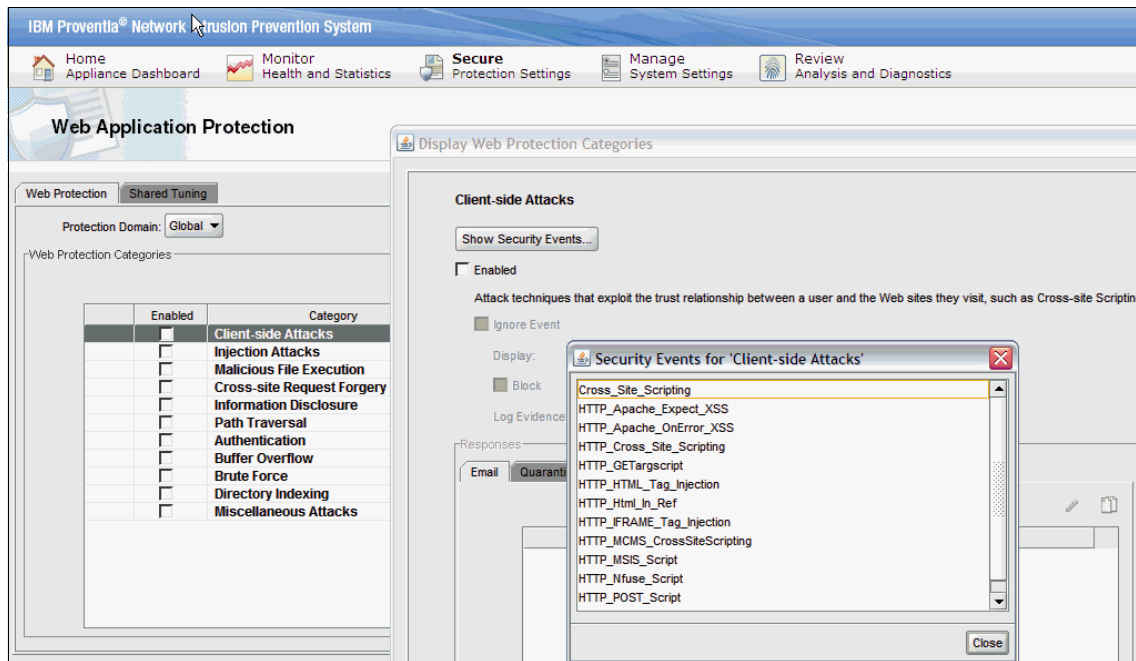 IBM Proventia® Network Intrusion Prevention System
Home
Appliance Dashboard
Monitor
Health and Statistics
Secure
Protection Settings
Manage
System Settings
Review
Analysis and Diagnostics
Web Application Protection
Web Protection
Shared Tuning
Protection Domain: Global
Web Protection Categories
Enabled Category
Client-side Attacks
Injection Attacks
Malicious File Execution
Cross-site Request Forgery
Information Disclosure
Path Traversal
Authentication
Buffer Overflow
Brute Force
Directory Indexing
Miscellaneous Attacks
Display Web Protection Categories
Client-side Attacks
Show Security Events...
Enabled
Attack techniques that exploit the trust relationship between a user and the Web sites they visit, such as Cross-site Scriptin
Ignore Event
Display:
Block
Log Evidence
Responses
Email
Quaranti
Security Events for 'Client-side Attacks'
Cross_Site_Scripting
HTTP_Apache_Expect_XSS
HTTP_Apache_OnError_XSS
HTTP_Cross_Site_Scripting
HTTP_GETargscript
HTTP_HTML_Tag_Injection
HTTP_Html_In_Ref
HTTP_IFRAME_Tag_Injection
HTTP_MCMS_CrossSiteScripting
HTTP_MSIS_Script
HTTP_Nfuse_Script
HTTP_POST_Script
Close